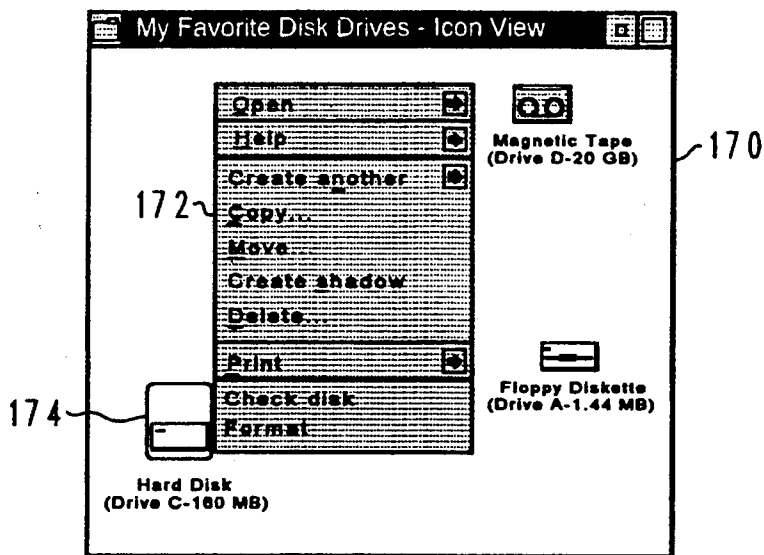 My Favorite Disk Drives - Icon View
Open
Help
Create another
Copy...
Move...
Create shadow
Delete...
Print
Check disk
Format
Magnetic Tape
(Drive D-20 GB)
170
172
Floppy Diskette
(Drive A-1.44 MB)
174
Hard Disk
(Drive C-160 MB)